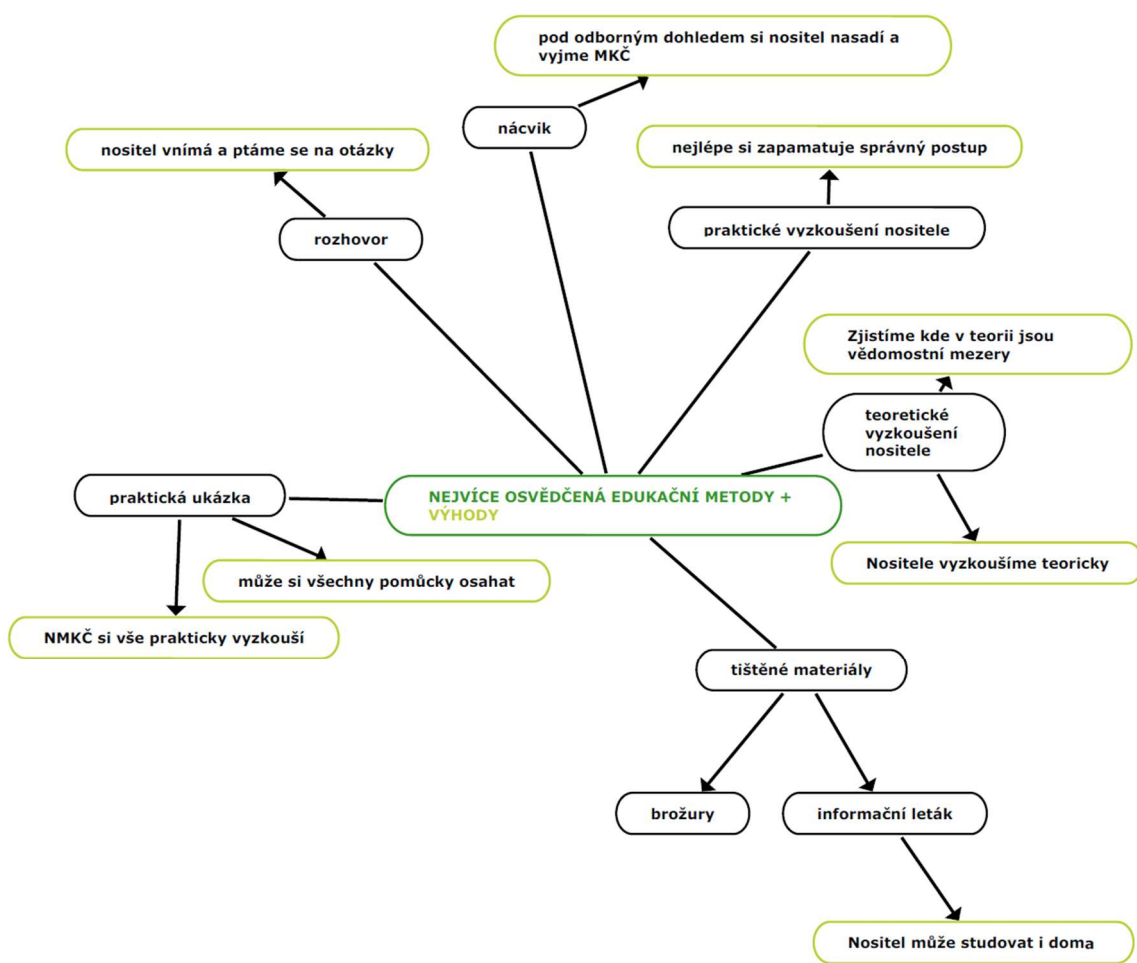 pod odborným dohledem si nositel nasadí a
vyjme MKČ
nácvik
nositel vnímá a ptáme se na otázky
nejlépe si zapamatuje správný postup
rozhovor
praktické vyzkoušení nositele
Zjistíme kde v teorii jsou
vědomostní mezery
teoretické
vyzkoušení
nositele
praktická ukázka
NEJVÍCE OSVĚDČENÁ EDUKAČNÍ METODY +
VÝHODY
Nositele vyzkoušíme teoricky
může si všechny pomůcky osahat
NMKČ si vše prakticky vyzkouší
tištěné materiály
brožury
informační leták
Nositel může studovat i doma